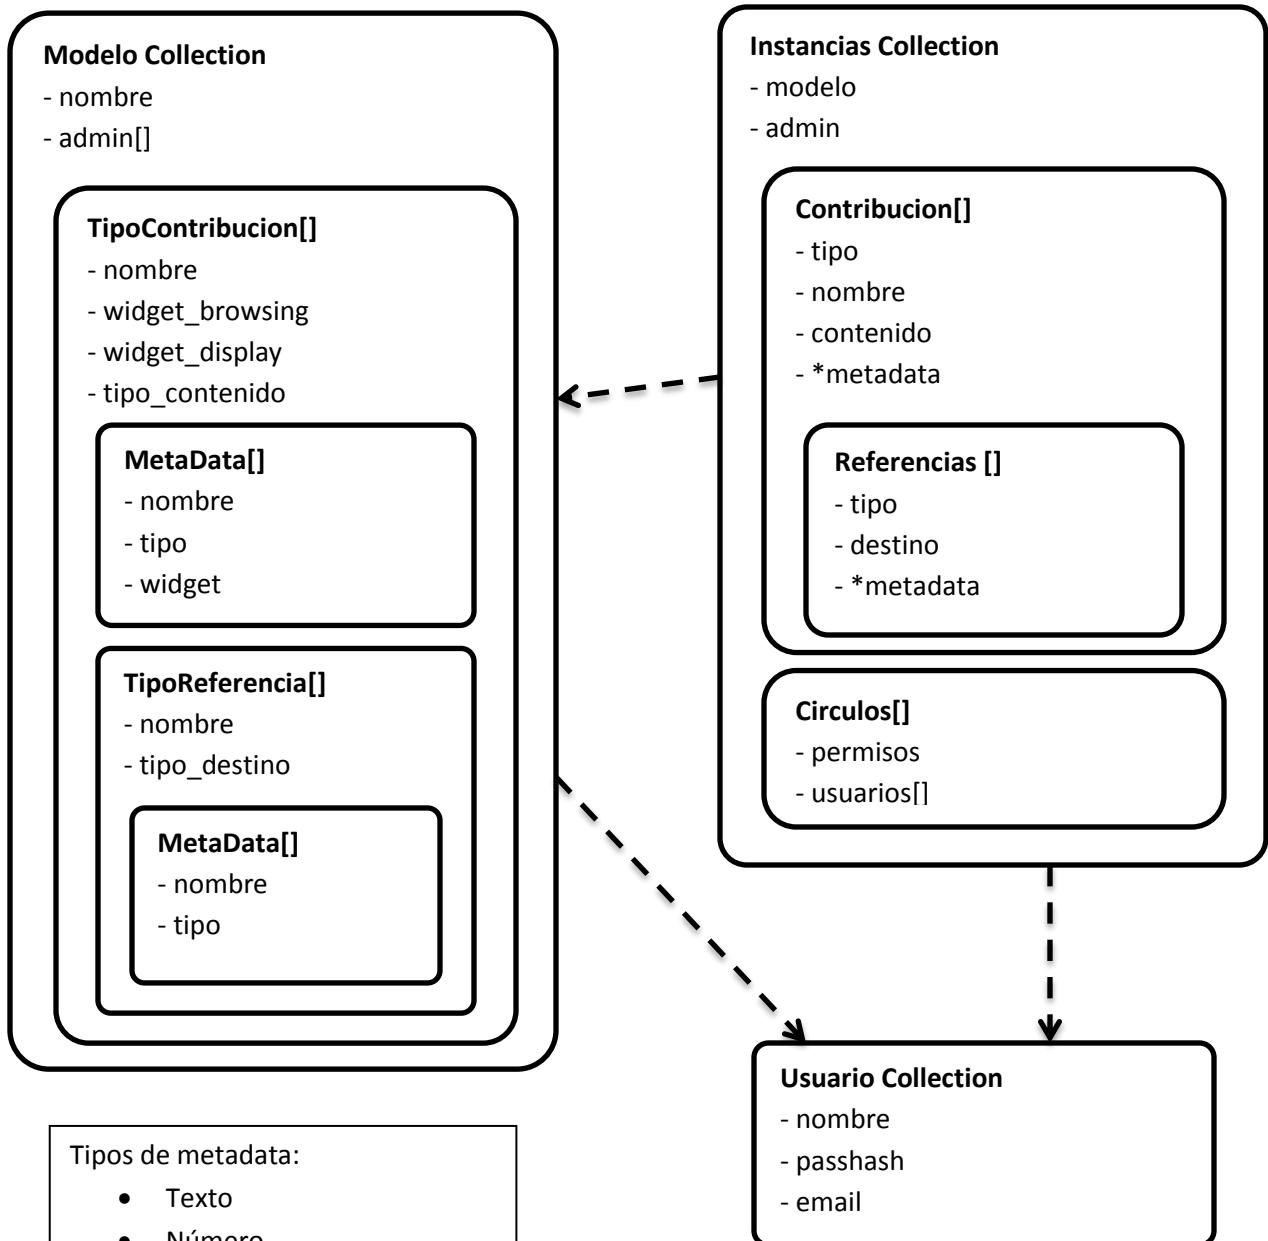 Modelo Collection
- nombre
- admin[]
TipoContribucion[]
- nombre
- widget_browsing
- widget_display
- tipo_contenido
MetaData[]
- nombre
- tipo
- widget
TipoReferencia[]
- nombre
- tipo_destino
MetaData[]
- nombre
- tipo
Instancias Collection
- modelo
- admin
Contribucion[]
- tipo
- nombre
- contenido
- *metadata
Referencias []
- tipo
- destino
- *metadata
Circulos[]
- permisos
- usuarios[]
Usuario Collection
- nombre
- passhash
- email
Tipos de metadata:
• Texto
• Número